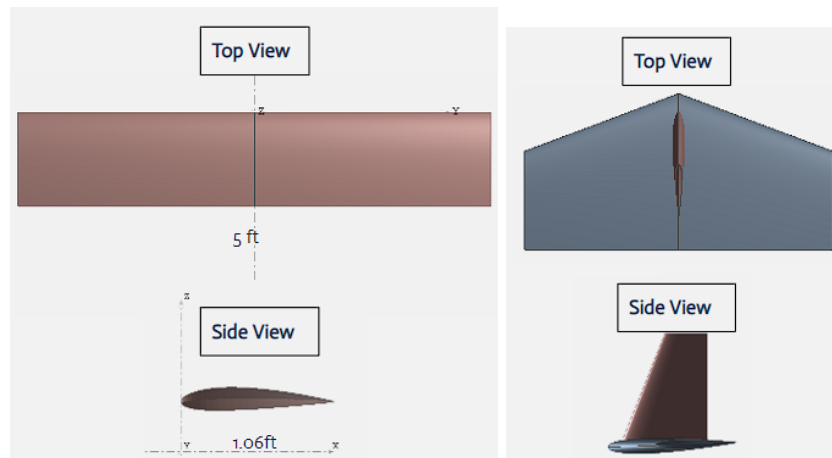 Top View
Z
Y
5 ft
Z
Side View
Y
1.06ft
X
Top View
Side View